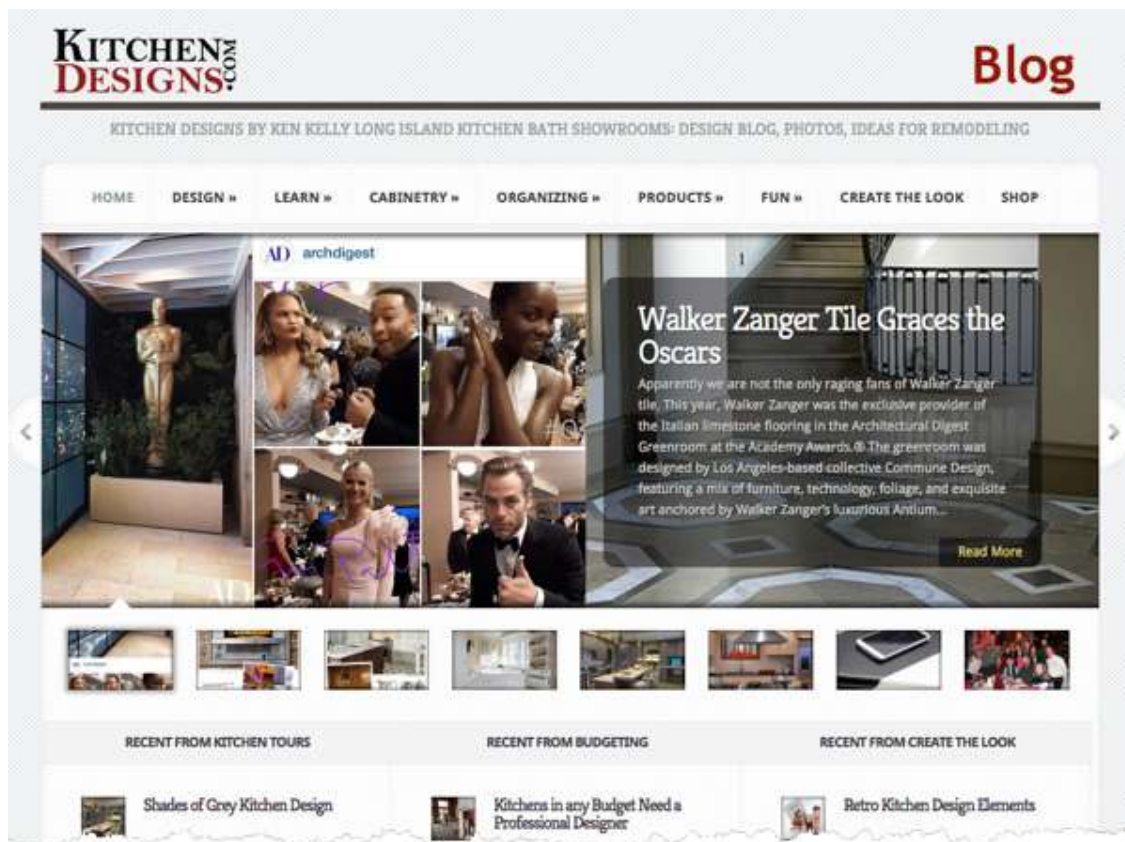 KITCHEN
DESIGNS.COM
Blog
KITCHEN DESIGNS BY KEN KELLY LONG ISLAND KITCHEN BATH SHOWROOMS: DESIGN BLOG, PHOTOS, IDEAS FOR REMODELING
HOME DESIGN » LEARN » CABINETRY » ORGANIZING » PRODUCTS » FUN » CREATE THE LOOK SHOP
AD archdigest
1
Walker Zanger Tile Graces the
Oscars
Apparently we are not the only raging fans of Walker Zanger
tile, This year, Walker Zanger was the exclusive provider of
the Italian limestone flooring in the Architectural Digest
Greenroom at the Academy Awards.® The greenroom was
designed by Los Angeles-based collective Commune Design,
featuring a mix of furniture, technology, foliage, and exquisite
art anchored by Walker Zanger's luxurious Antium...
Read More
RECENT FROM KITCHEN TOURS
RECENT FROM BUDGETING
RECENT FROM CREATE THE LOOK
Shades of Grey Kitchen Design
Kitchens in any Budget Need a
Professional Designer
Retro Kitchen Design Elements